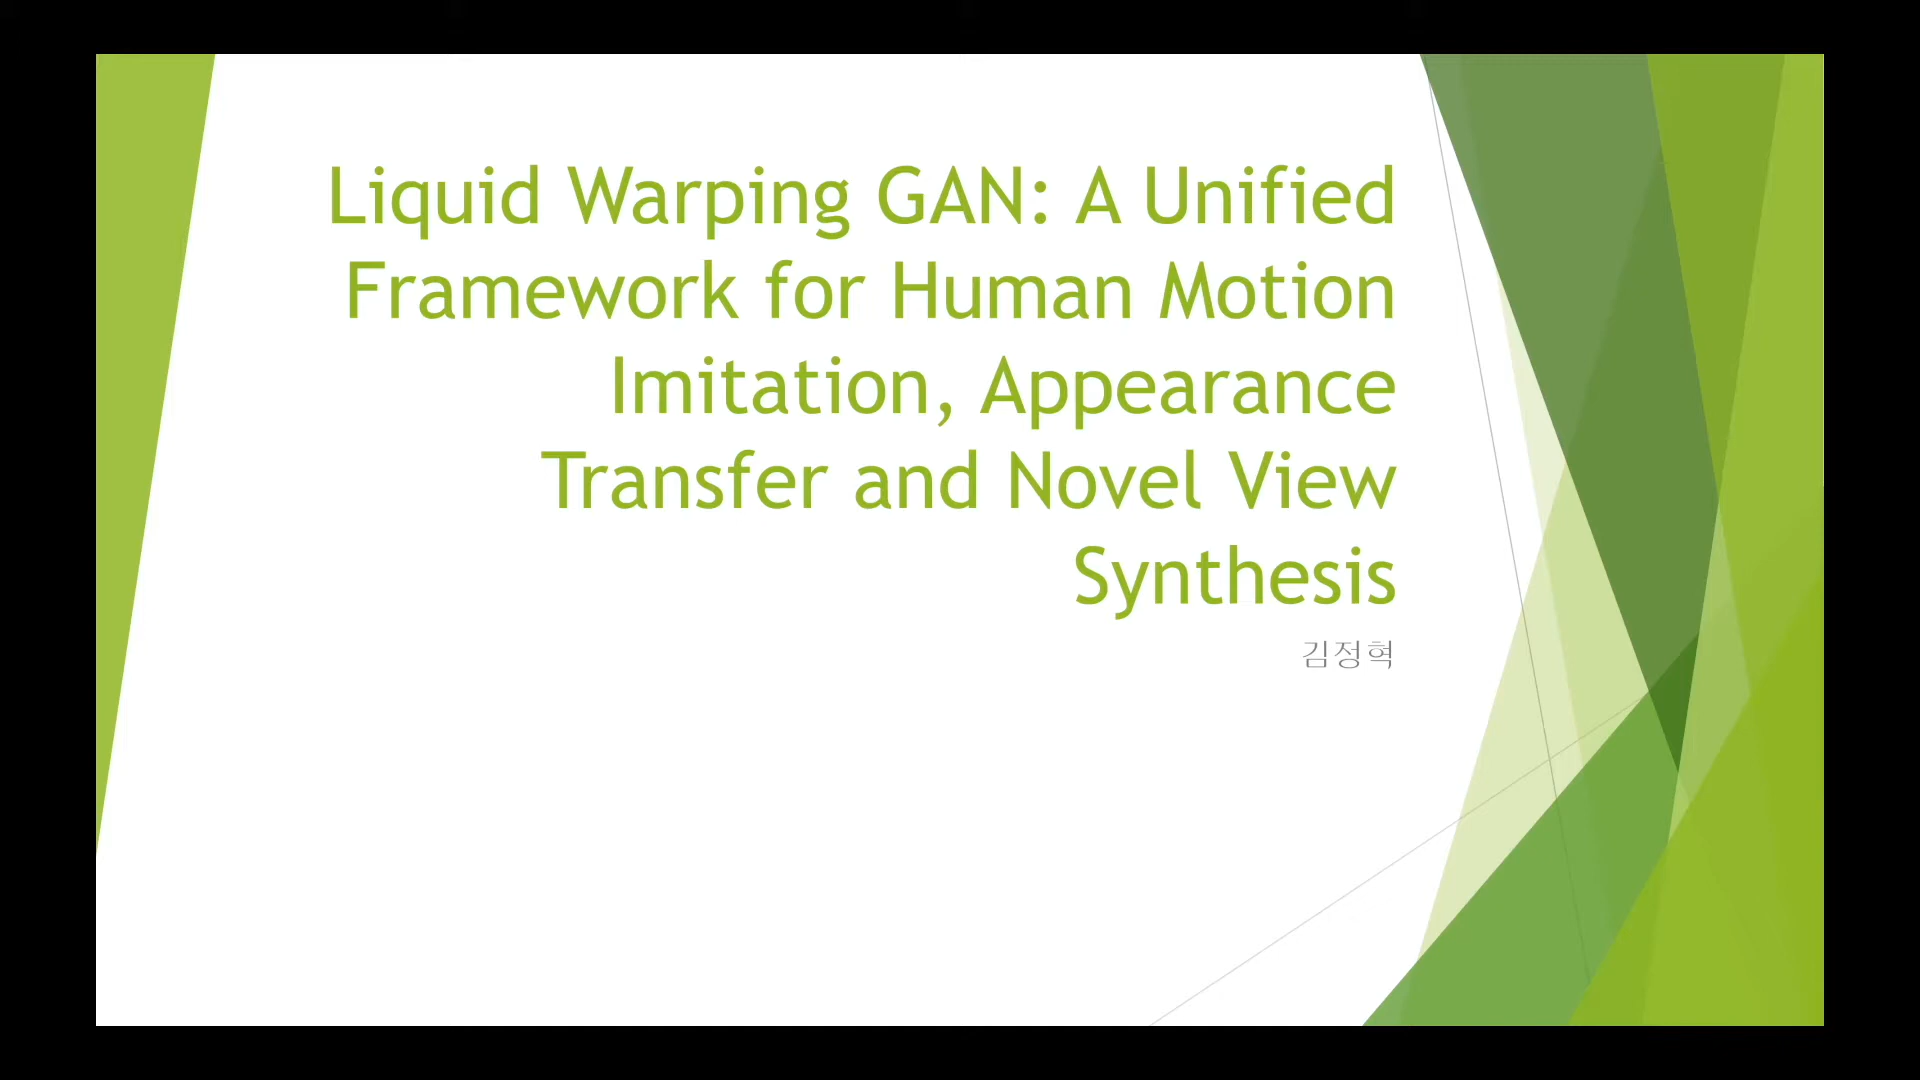 Liquid Warping GAN: A Unified
Framework for Human Motion
Imitation, Appearance
Transfer and Novel View
Synthesis
김정혁